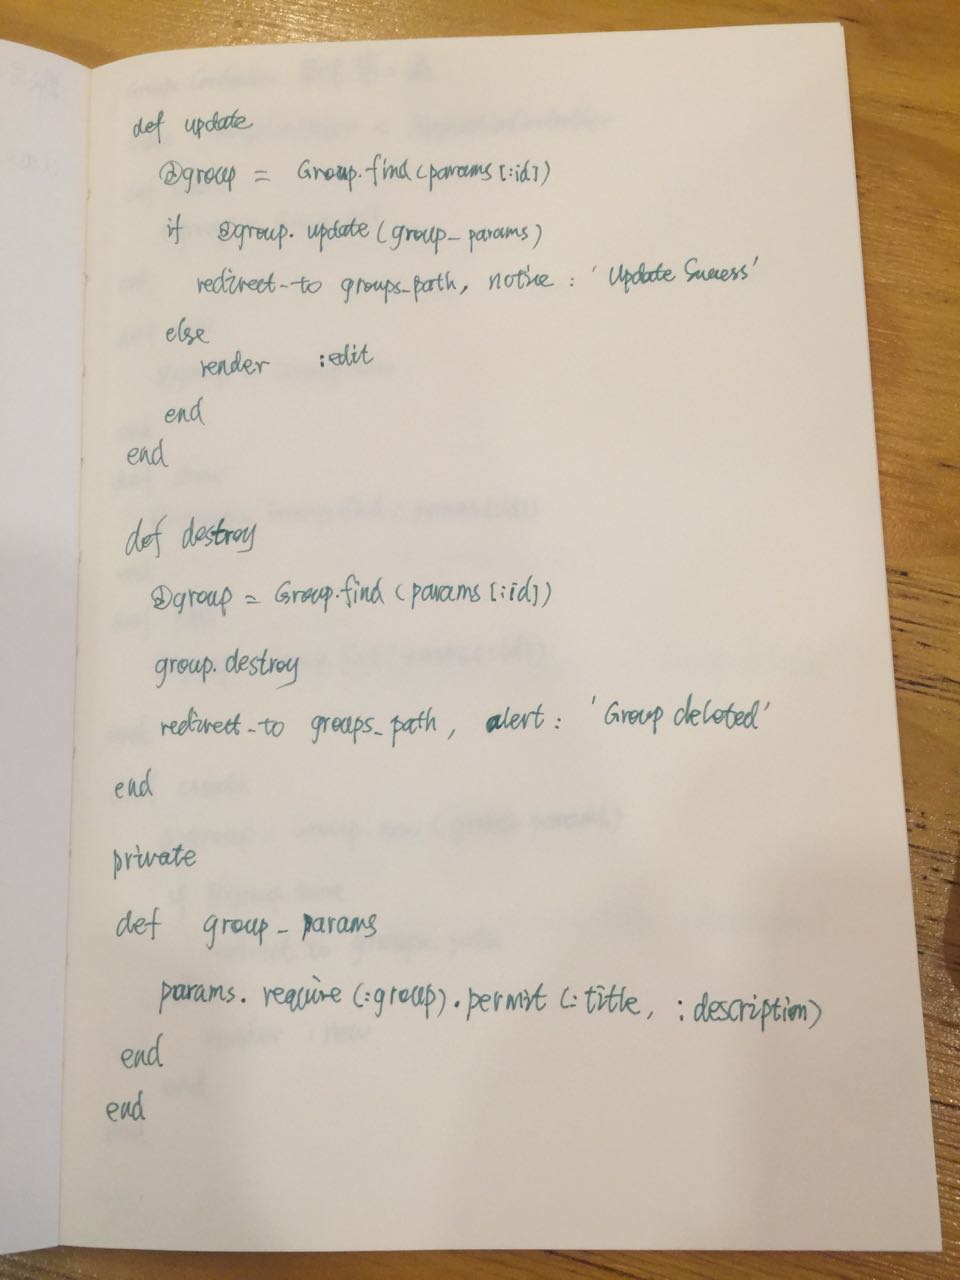 def update
@group = Group.find(params[:id])
if @group.update(group_params)
redirect_to groups_path, notice: 'Update Success'
else
render :edit
end
end
def destroy
@group = Group.find(params[:id])
group.destroy
redirect_to groups_path, alert: 'Group deleted'
end
private
def group_params
params.require(:group).permit(:title, :description)
end
end